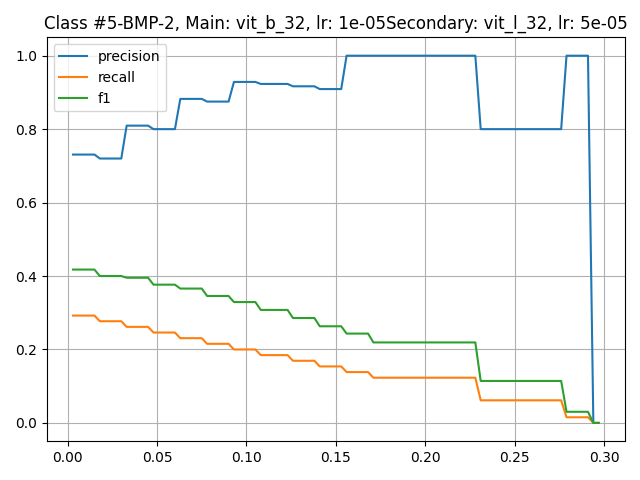 Class #5-BMP-2, Main: vit_b_32, lr: 1e-05Secondary: vit_l_32, lr: 5e-05
precision
recall
f1
1.0
0.8
0.6
0.4
0.2
0.0
0.00 0.05 0.10 0.15 0.20 0.25 0.30